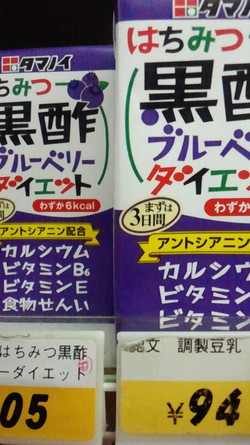 タマノイ
はちみつ
黒酢
ブルーベリー
ダイエット
わずか6kcal
アントシアニン配合
カルシウム
ビタミンB6
ビタミンE
食物せんい
はちみつ黒酢
ーダイエット
05
タマノイ
はちみつ
黒酢
ブルーベ
ダイエ
わずか
まずは
3日間
アントシアニン
カルシウ
ビタミン
ビタミン
調製豆乳
¥94